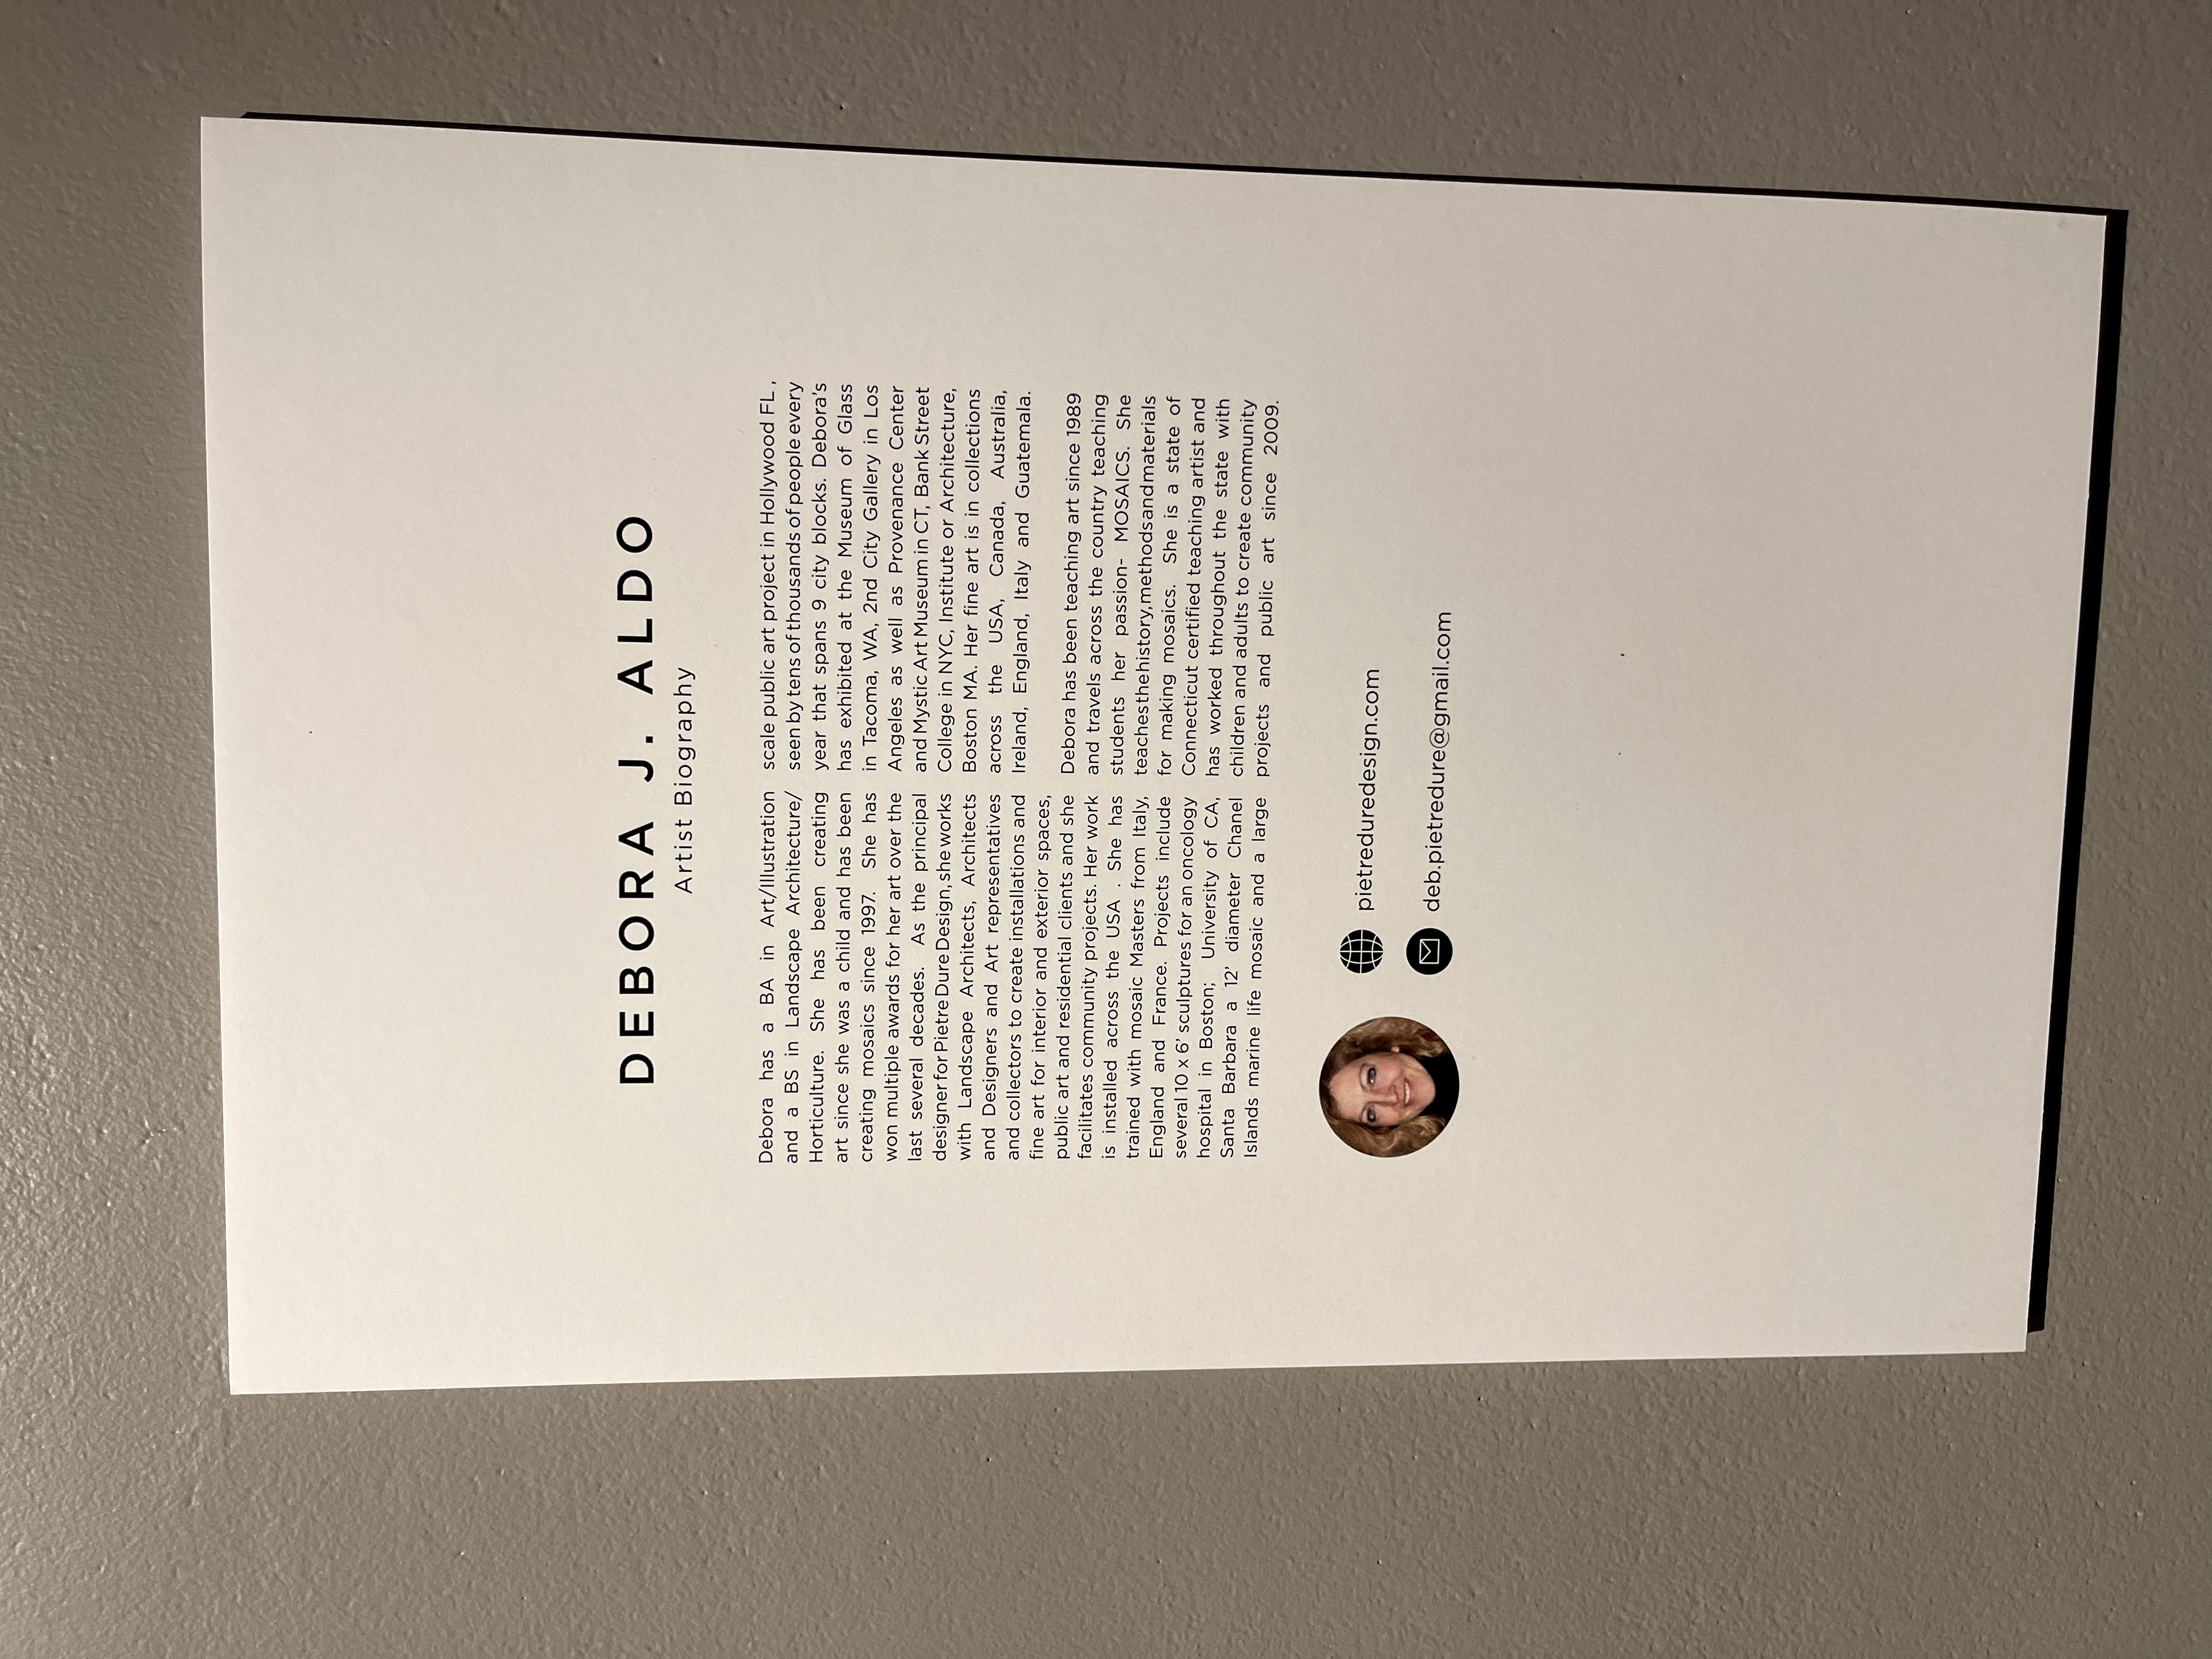 DEBORA J. ALDO
Artist Biography
Debora has a BA in Art/Illustration
and a BS in Landscape Architecture/
Horticulture. She has been creating
art since she was a child and has been
creating mosaics since 1997. She has
won multiple awards for her art over the
last several decades. As the principal
designer for Pietre Dure Design, she works
with Landscape Architects, Architects
and Designers and Art representatives
and collectors to create installations and
fine art for interior and exterior spaces,
public art and residential clients and she
facilitates community projects. Her work
is installed across the USA . She has
trained with mosaic Masters from Italy,
England and France. Projects include
several 10 x 6' sculptures for an oncology
hospital in Boston; University of CA,
Santa Barbara a 12' diameter Chanel
Islands marine life mosaic and a large
scale public art project in Hollywood FL ,
seen by tens of thousands of people every
year that spans 9 city blocks. Debora's
has exhibited at the Museum of Glass
in Tacoma, WA, 2nd City Gallery in Los
Angeles as well as Provenance Center
and Mystic Art Museum in CT, Bank Street
College in NYC, Institute or Architecture,
Boston MA. Her fine art is in collections
across the USA, Canada, Australia,
Ireland, England, Italy and Guatemala.
Debora has been teaching art since 1989
and travels across the country teaching
students her passion- MOSAICS. She
teaches the history, methods and materials
for making mosaics. She is a state of
Connecticut certified teaching artist and
has worked throughout the state with
children and adults to create community
projects and public art since 2009.
pietreduredesign.com
deb.pietredure@gmail.com